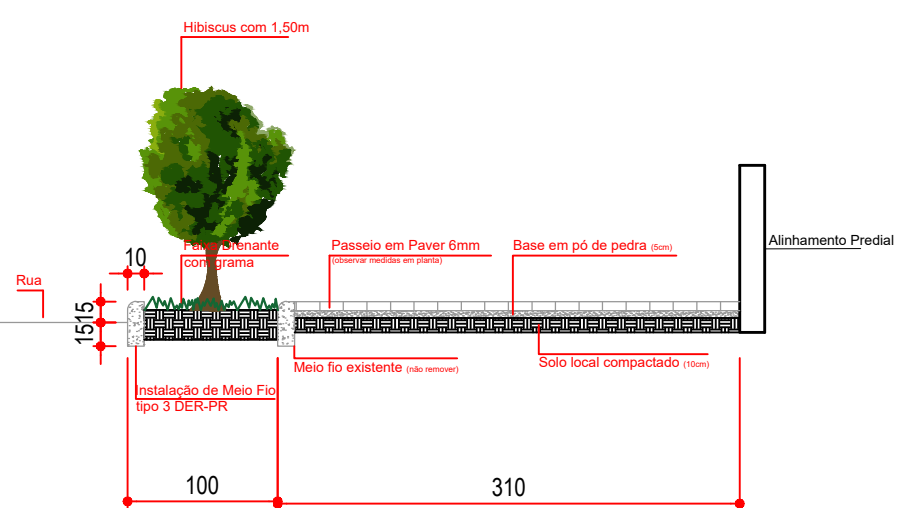 Hibiscus com 1,50m
Faixa Drenante
com grama
10
Passeio em Paver 6mm
(observar medidas em planta)
Base em pó de pedra (5cm)
Alinhamento Predial
Rua
15
15
Meio fio existente (não remover)
Solo local compactado (10cm)
Instalação de Meio Fio
tipo 3 DER-PR
100
310